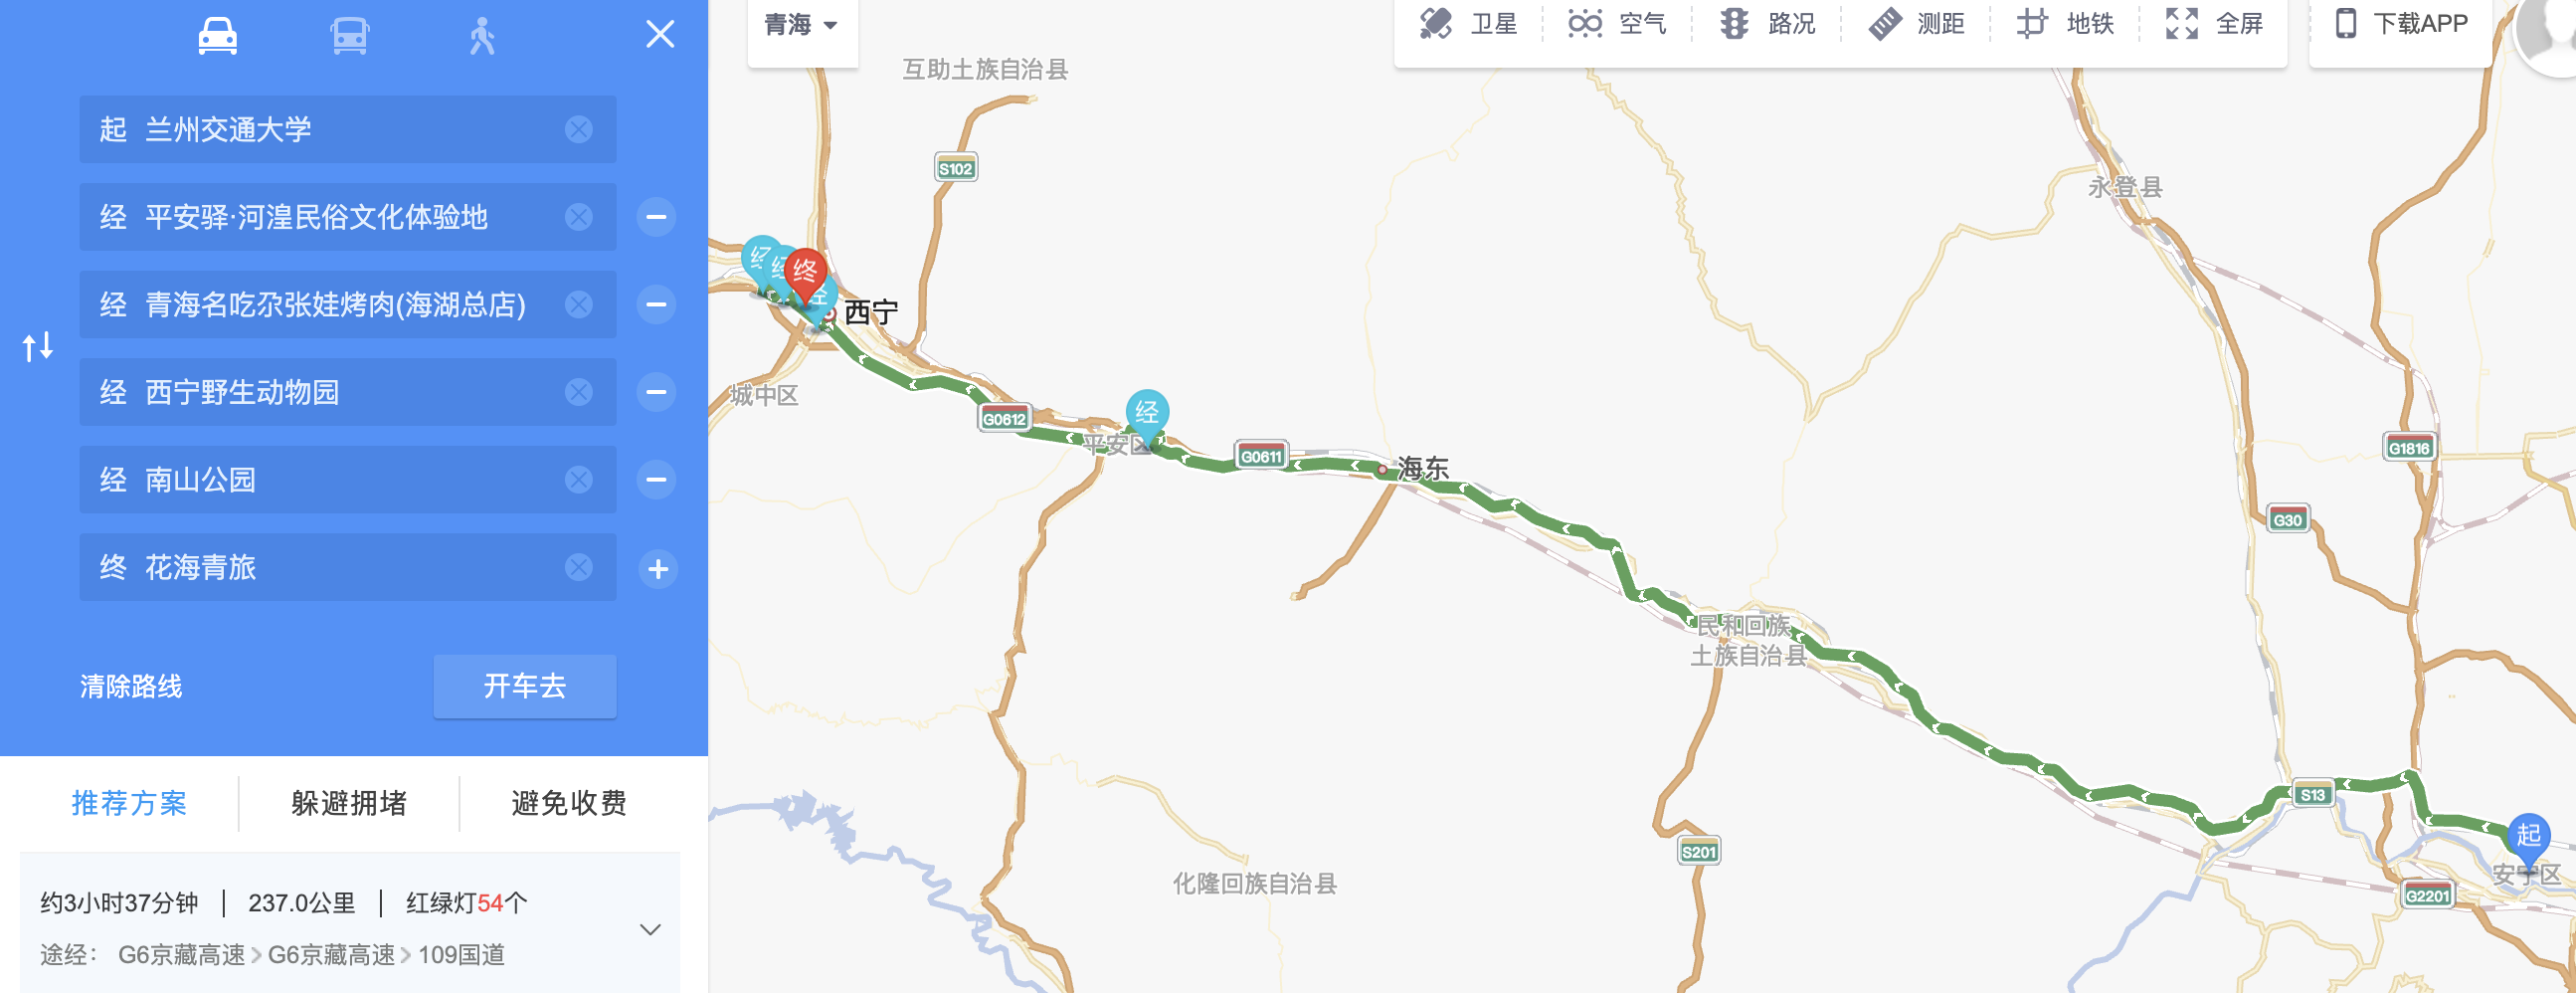 起 兰州交通大学
经 平安驿·河湟民俗文化体验地
经 青海名吃尕张娃烤肉(海湖总店)
经 西宁野生动物园
经 南山公园
终 花海青旅
清除路线
开车去
推荐方案
躲避拥堵
避免收费
约3小时37分钟 | 237.0公里 | 红绿灯54个
途经： G6京藏高速 > G6京藏高速 > 109国道
青海
卫星
空气
路况
测距
地铁
全屏
下载APP
互助土族自治县
S102
永登县
经
经
终
经
西宁
城中区
G0612
经
平安区
G0611
海东
G1816
G30
民和回族
土族自治县
S13
起
安宁区
S201
化隆回族自治县
G2201